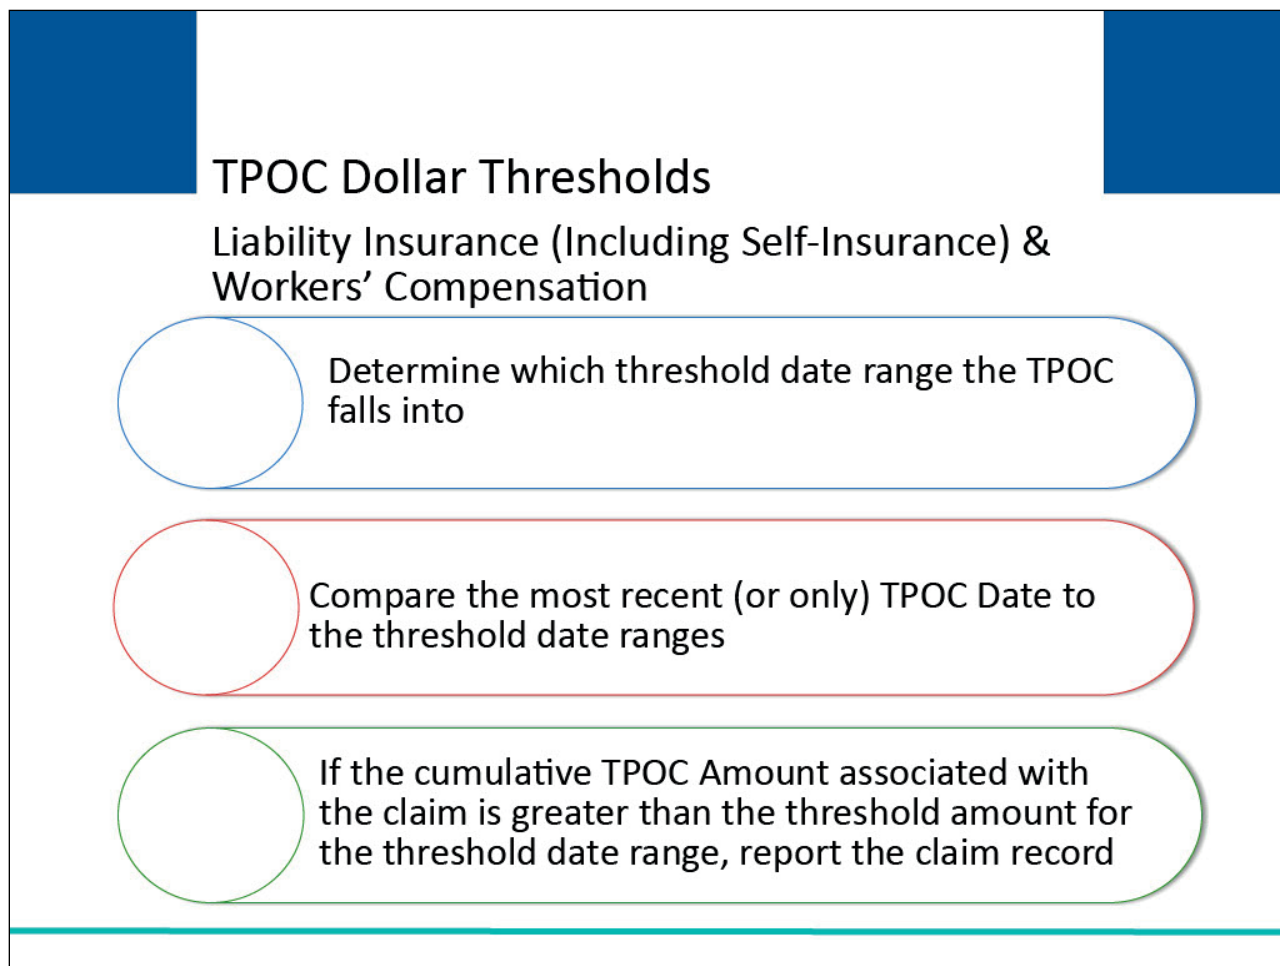 TPOC Dollar Thresholds
Liability Insurance (Including Self-Insurance) &
Workers’ Compensation
Determine which threshold date range the TPOC
falls into
Compare the most recent (or only) TPOC Date to
the threshold date ranges
If the cumulative TPOC Amount associated with
the claim is greater than the threshold amount for
the threshold date range, report the claim record